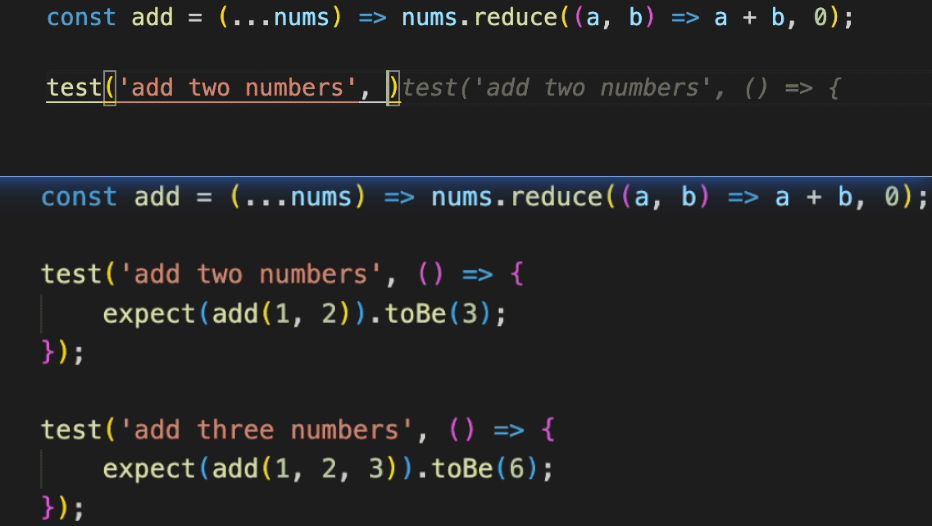 const add = (...nums) => nums.reduce((a, b) => a + b, 0);
test('add two numbers', )test('add two numbers', () => {
const add = (...nums) => nums.reduce((a, b) => a + b, 0);
test('add two numbers', () => {
expect(add(1, 2)).toBe(3);
});
test('add three numbers', () => {
expect(add(1, 2, 3)).toBe(6);
});